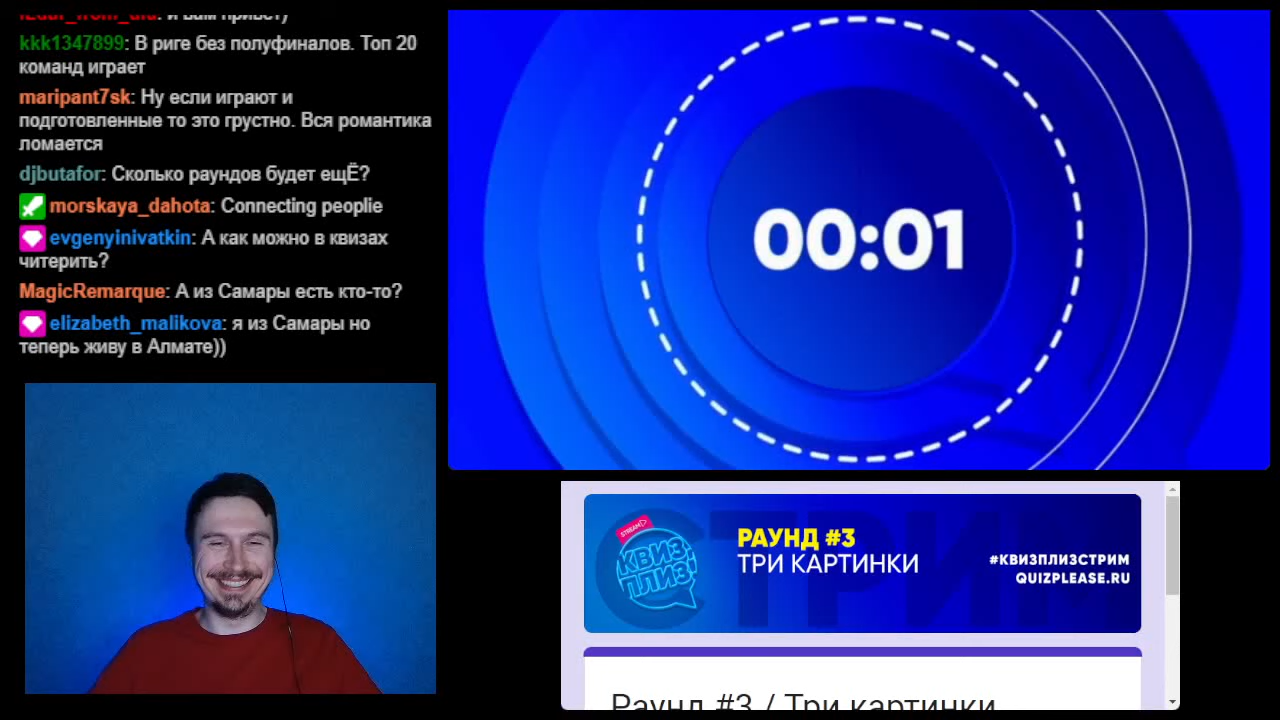 kkk1347899: В риге без полуфиналов. Топ 20
команд играет
maripant7sk: Ну если играют и
подготовленные то это грустно. Вся романтика
ломается
djbutafor: Сколько раундов будет ещЁ?
morskaya_dahota: Connecting peoplie
evgenyinivatkin: А как можно в квизах
читерить?
MagicRemarque: А из Самары есть кто-то?
elizabeth_malikova: я из Самары но
теперь живу в Алмате))
00:01
СТРИМ
STREAM
КВИЗ,
ПЛИЗ!
РАУНД #3
ТРИ КАРТИНКИ
#КВИЗПЛИЗСТРИМ
QUIZPLEASE.RU
Раунд #3 / Три картинки